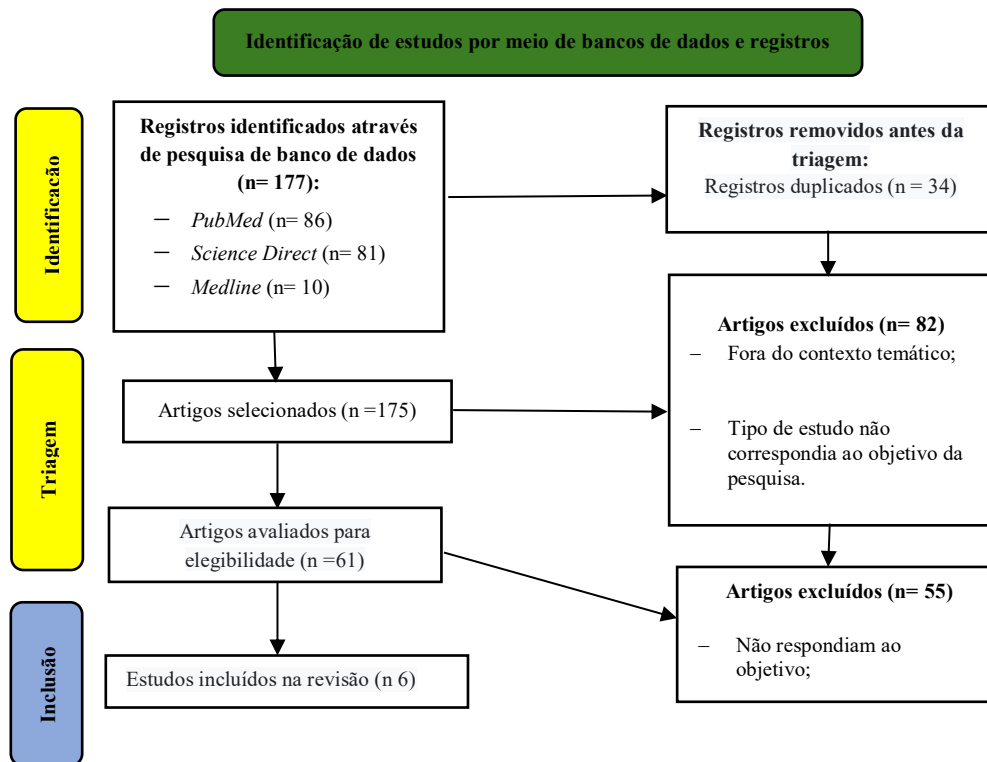 Identificação de estudos por meio de bancos de dados e registros
Identificação
Registros identificados através
de pesquisa de banco de dados
(n= 177):
– PubMed (n= 86)
– Science Direct (n= 81)
– Medline (n= 10)
Registros removidos antes da
triagem:
Registros duplicados (n = 34)
Triagem
Artigos selecionados (n =175)
Artigos excluídos (n= 82)
– Fora do contexto temático;
– Tipo de estudo não
correspondia ao objetivo da
pesquisa.
Artigos avaliados para
elegibilidade (n =61)
Artigos excluídos (n= 55)
– Não respondiam ao
objetivo;
Inclusão
Estudos incluídos na revisão (n 6)